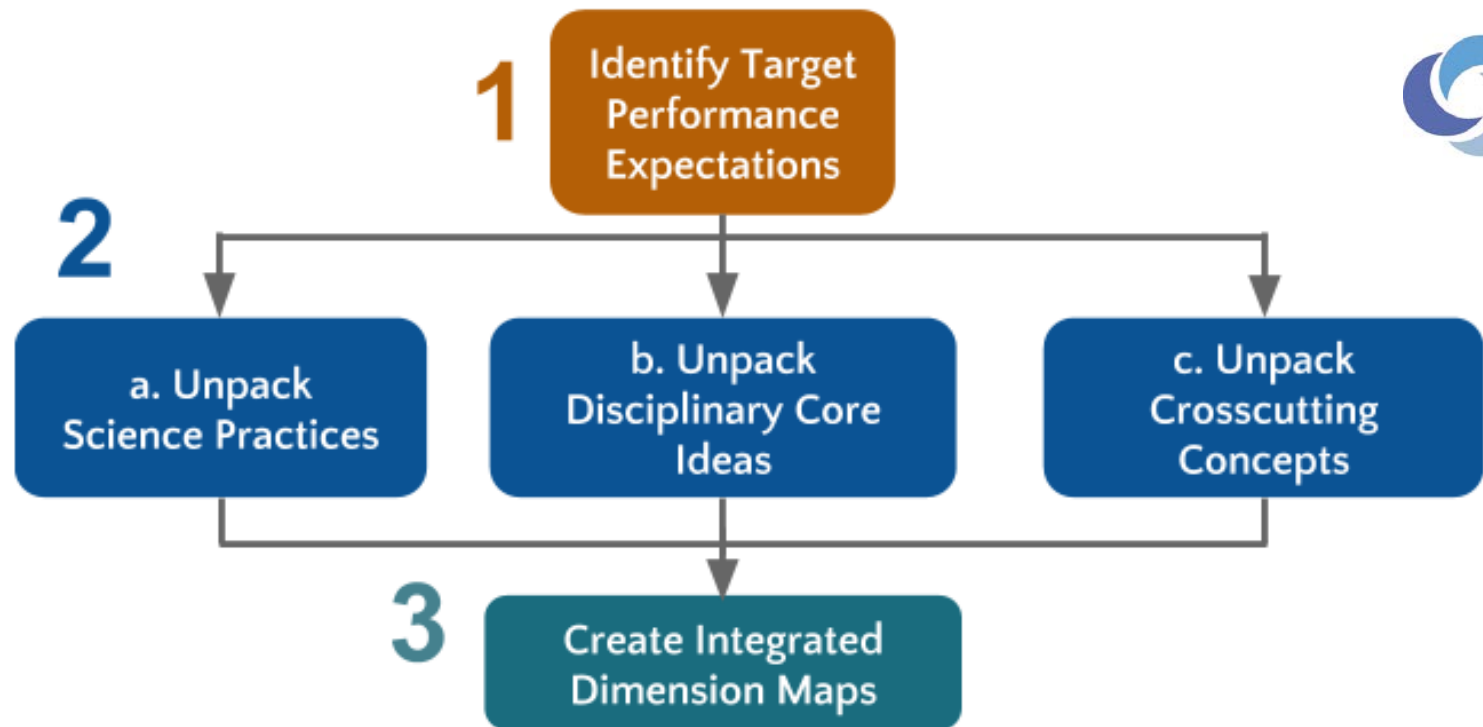 1
Identify Target
Performance
Expectations
2
a. Unpack
Science Practices
b. Unpack
Disciplinary Core
Ideas
c. Unpack
Crosscutting
Concepts
3
Create Integrated
Dimension Maps